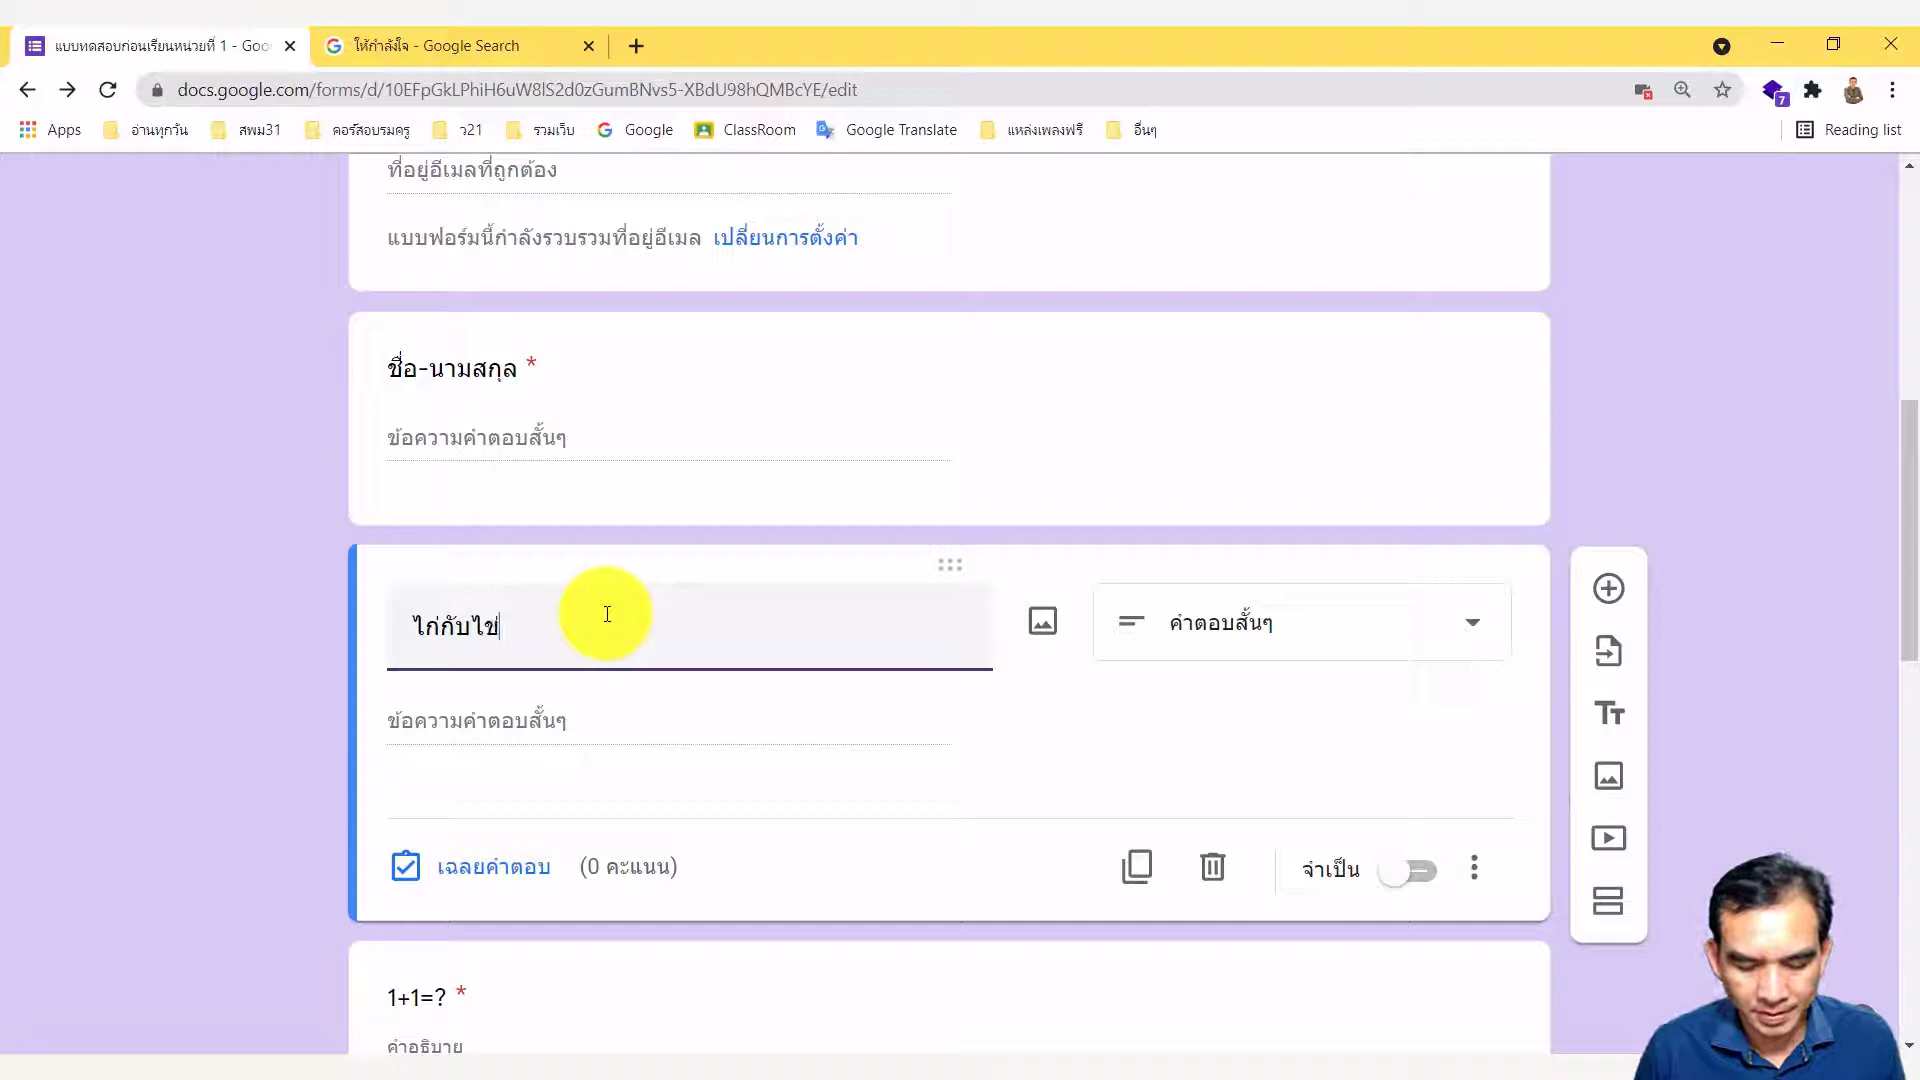 แบบทดสอบก่อนเรียนหน่วยที่ 1 - Goo
ให้กำลังใจ - Google Search
docs.google.com/forms/d/10EFpGkLPhiH6uW8lS2d0zGumBNvs5-XBdU98hQMBcYE/edit
7
Apps
อ่านทุกวัน
สพม31
คอร์สอบรมครู
ว21
รวมเว็บ
Google
ClassRoom
Google Translate
แหล่งเพลงฟรี
อื่นๆ
Reading list
ที่อยู่อีเมลที่ถูกต้อง
แบบฟอร์มนี้กำลังรวบรวมที่อยู่อีเมล เปลี่ยนการตั้งค่า
ชื่อ-นามสกุล *
ข้อความคำตอบสั้นๆ
ไก่กับไข่
คำตอบสั้นๆ
ข้อความคำตอบสั้นๆ
เฉลยคำตอบ (0 คะแนน)
จำเป็น
1+1=? *
คำอธิบาย